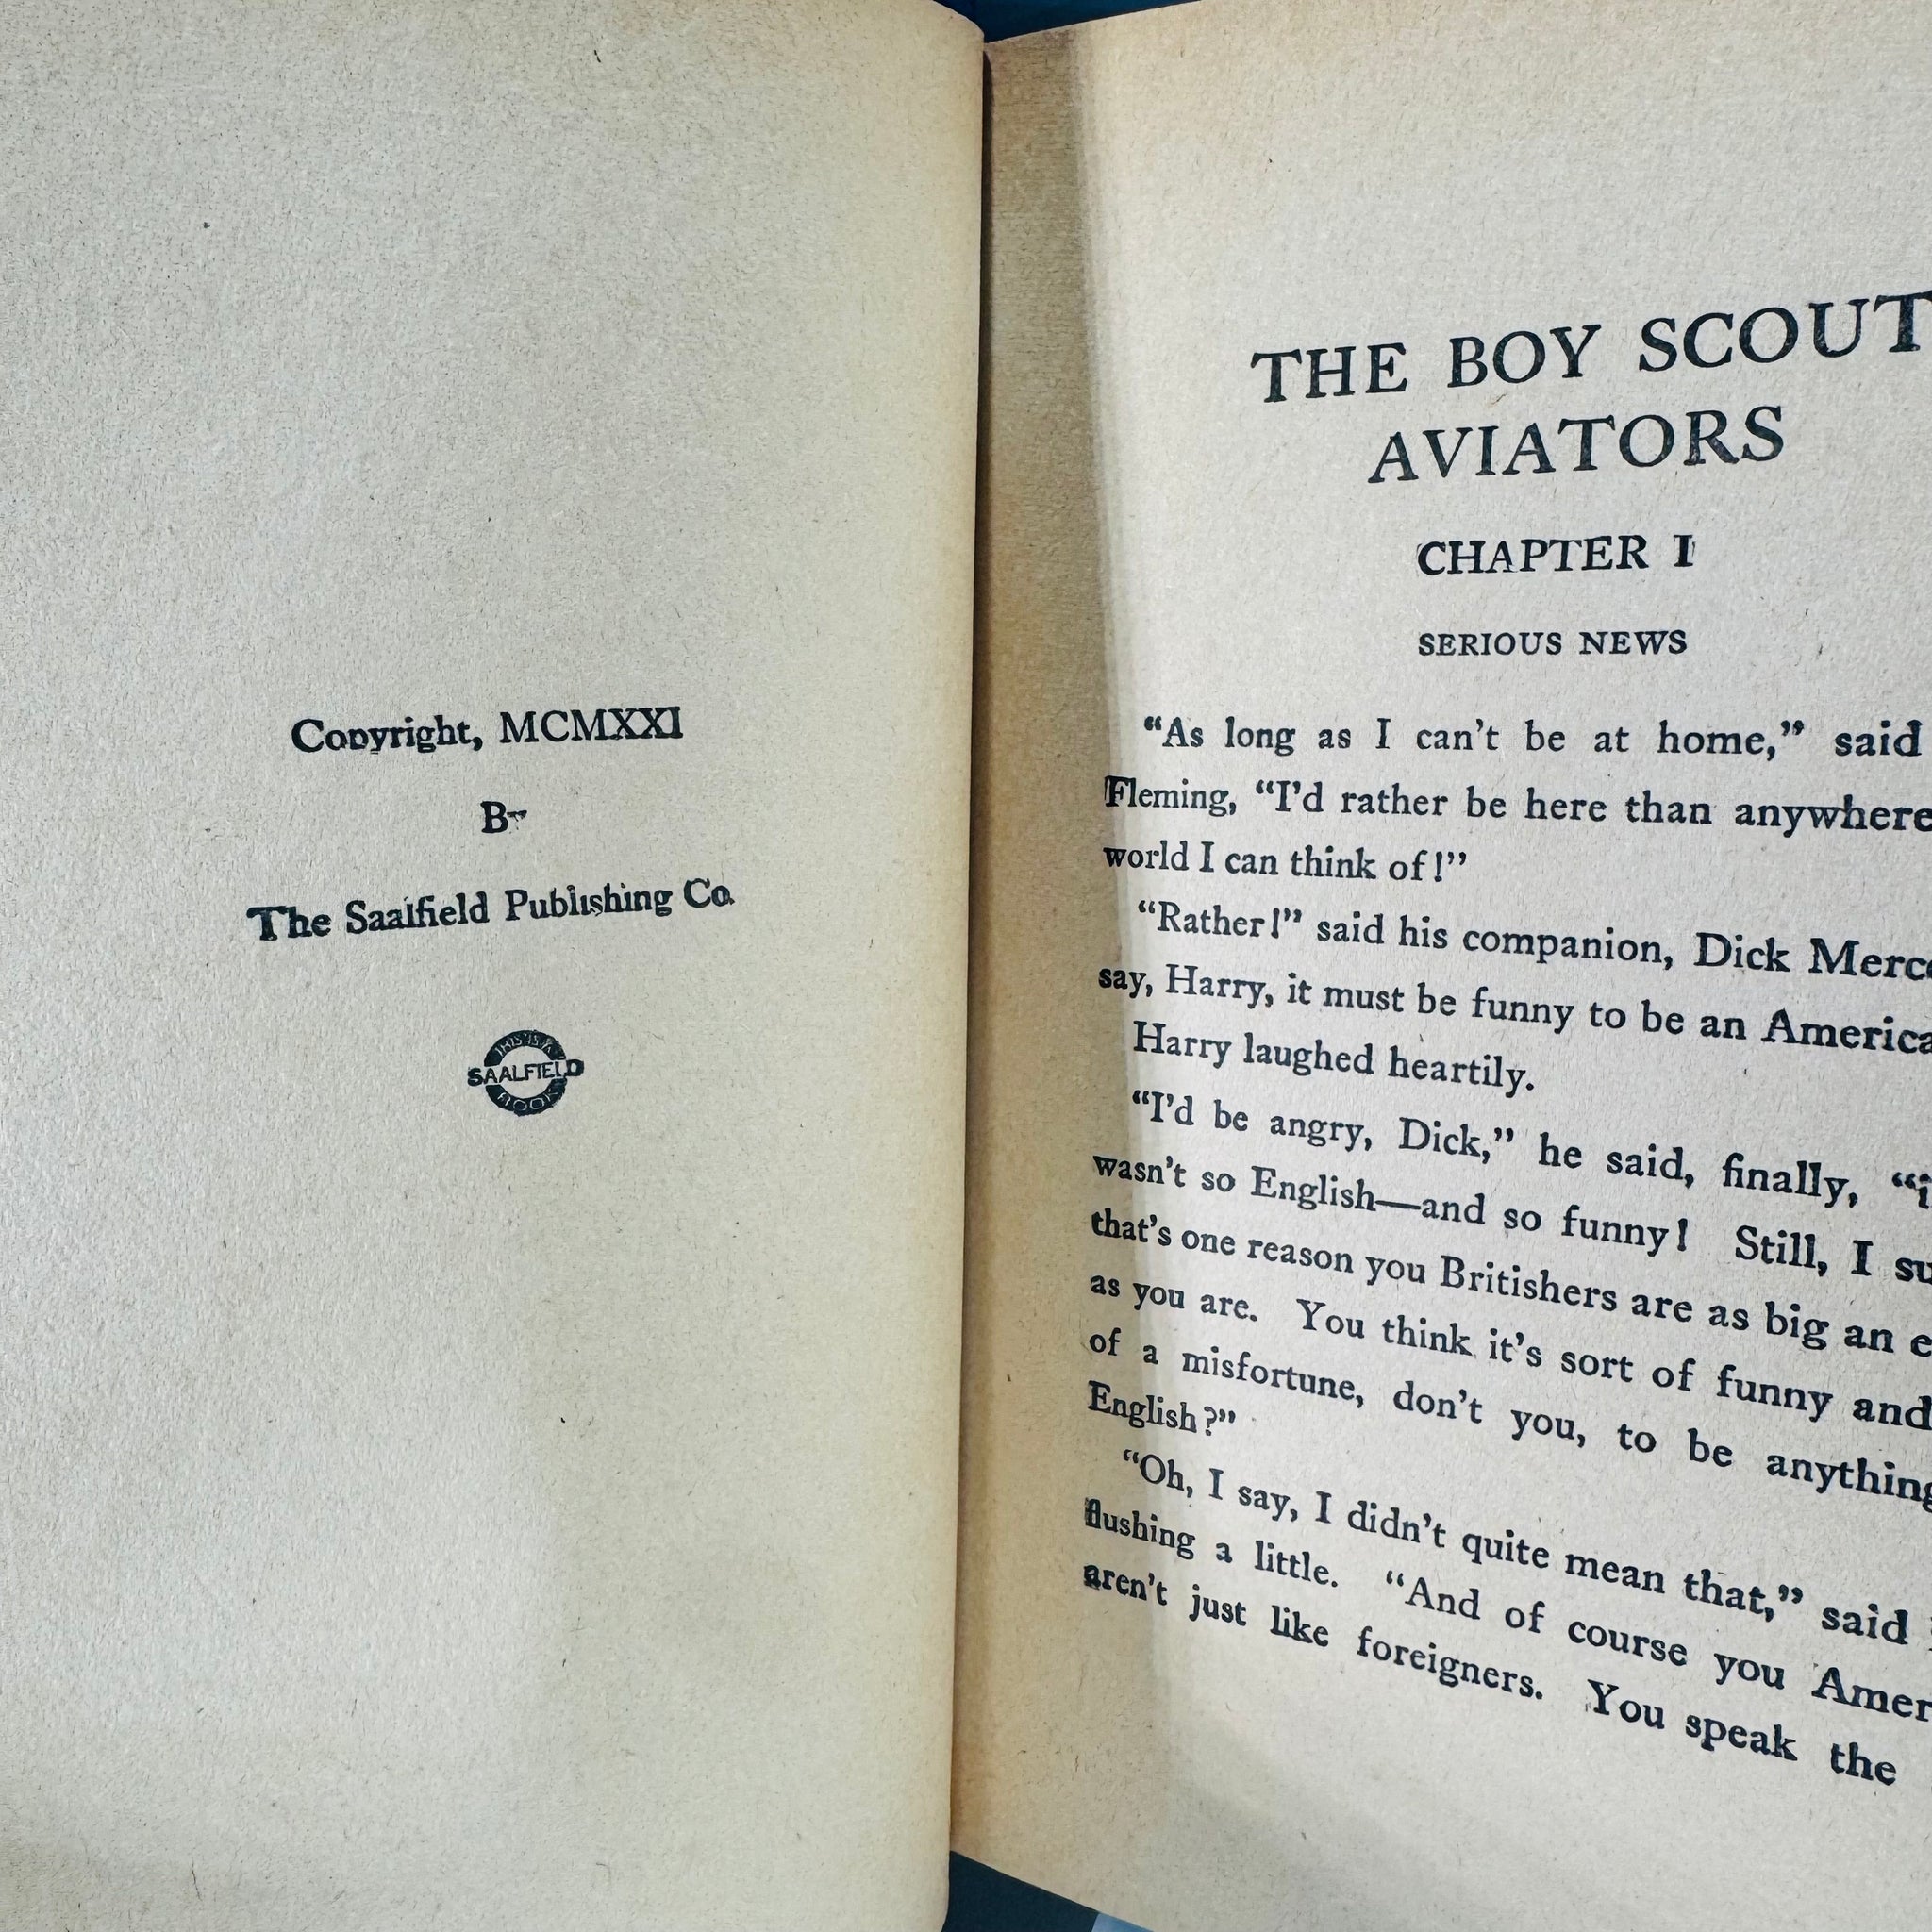 Copyright, MCMXXI
By
The Saalfield Publishing Co.
THIS IS A
SAALFIELD
BOOK
THE BOY SCOUT
AVIATORS
CHAPTER I
SERIOUS NEWS
“As long as I can’t be at home,” said
Fleming, “I’d rather be here than anywhere
world I can think of!”
“Rather!” said his companion, Dick
say, Harry, it must be funny to be an
Harry laughed heartily.
“I’d be angry, Dick,” he said, finally,
wasn’t so English—and so funny! Still, I
that’s one reason you Britishers are as big an
as you are. You think it’s sort of funny and
of a misfortune, don’t you, to be anything
English?”
“Oh, I say, I didn’t quite mean that,” said
flushing a little. “And of course you
aren’t just like foreigners. You speak the